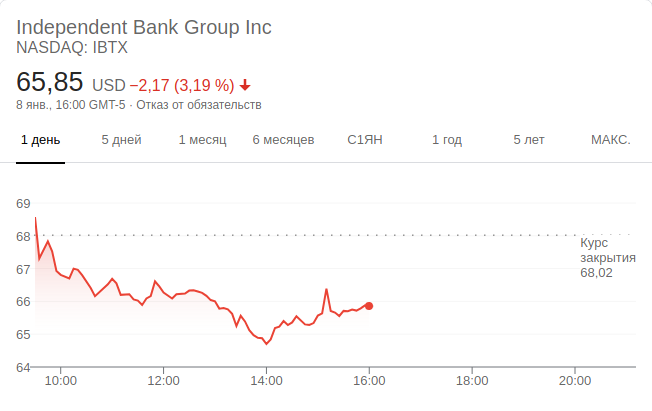 Independent Bank Group Inc
NASDAQ: IBTX
65,85 USD −2,17 (3,19 %)
8 янв., 16:00 GMT-5 · Отказ от обязательств
1 день 5 дней 1 месяц 6 месяцев С1ЯН 1 год 5 лет МАКС.
69
68
67
66
65
64
Курс
закрытия
68,02
10:00 12:00 14:00 16:00 18:00 20:00